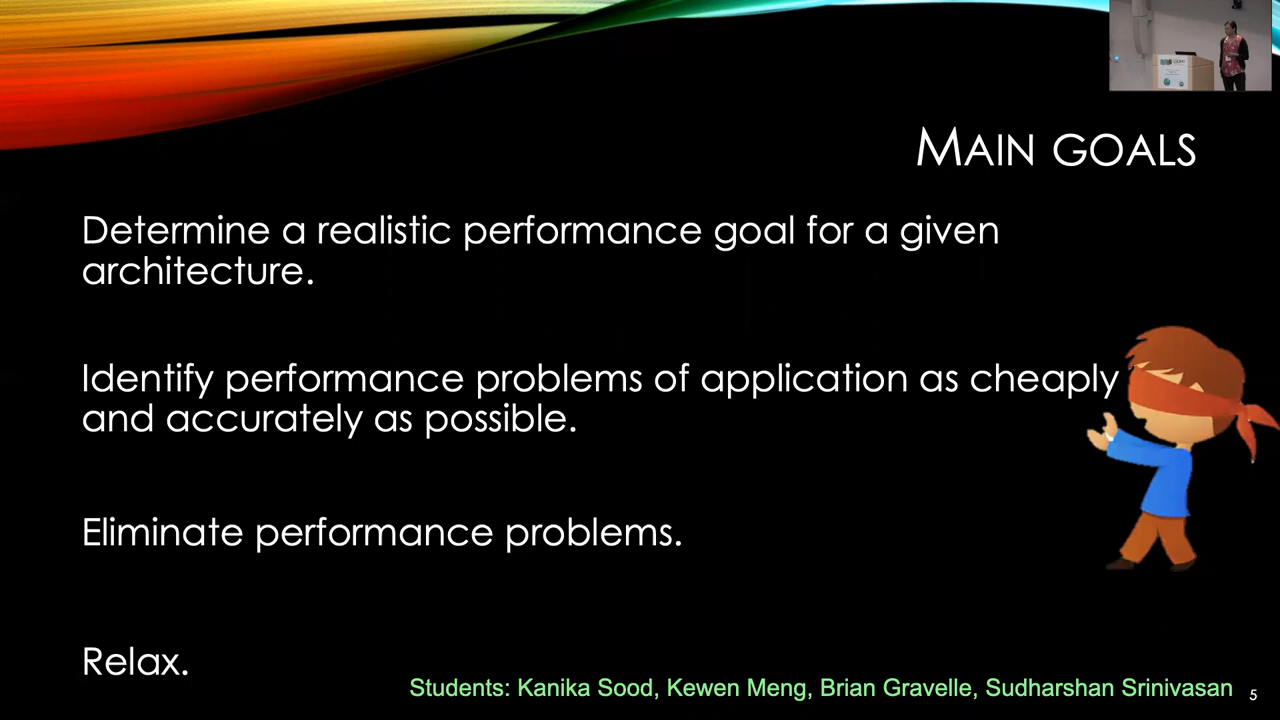 Main goals
Determine a realistic performance goal for a given
architecture.
Identify performance problems of application as cheaply
and accurately as possible.
Eliminate performance problems.
Relax.
Students: Kanika Sood, Kewen Meng, Brian Gravelle, Sudharshan Srinivasan
5